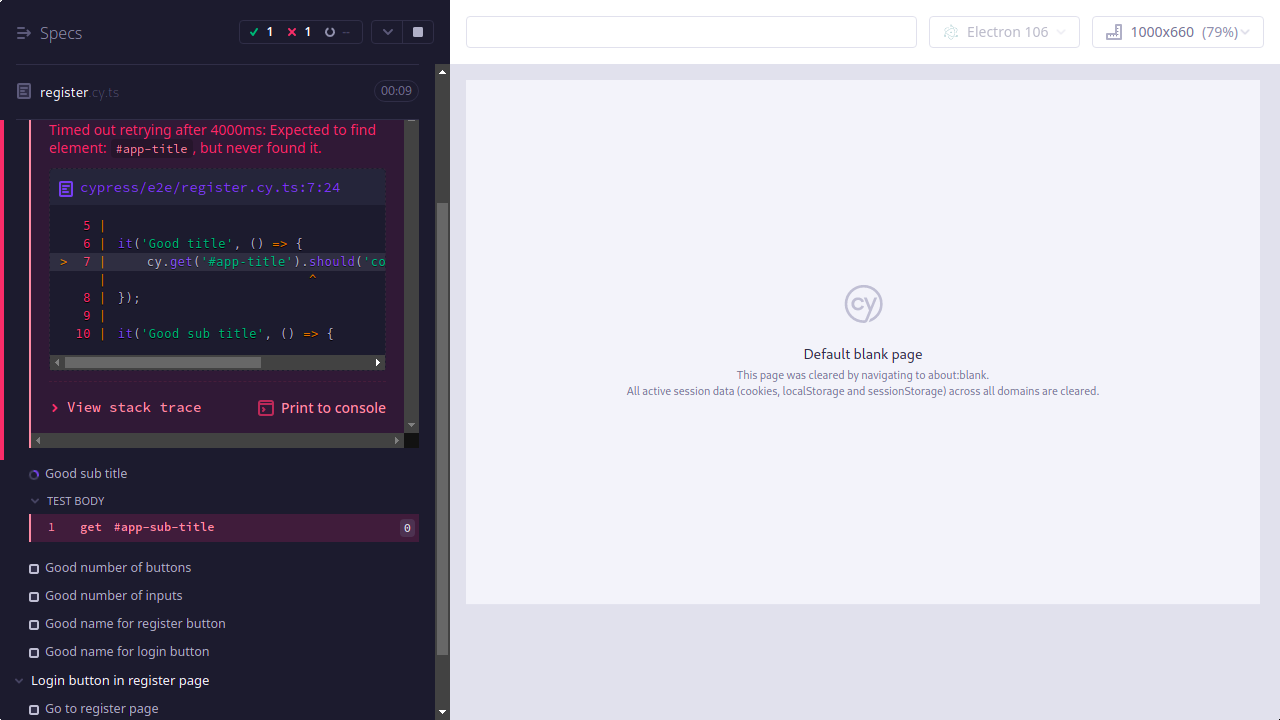 Specs
1 1 --
Electron 106
1000x660 (79%)
register.cy.ts
00:09
Timed out retrying after 4000ms: Expected to find
element: #app-title, but never found it.
cypress/e2e/register.cy.ts:7:24
5 |
6 | it('Good title', () => {
> 7 | cy.get('#app-title').should('co
| ^
8 | });
9 |
10 | it('Good sub title', () => {
View stack trace
Print to console
Good sub title
TEST BODY
1 get #app-sub-title 0
Good number of buttons
Good number of inputs
Good name for register button
Good name for login button
Login button in register page
Go to register page
cy
Default blank page
This page was cleared by navigating to about:blank.
All active session data (cookies, localStorage and sessionStorage) across all domains are cleared.